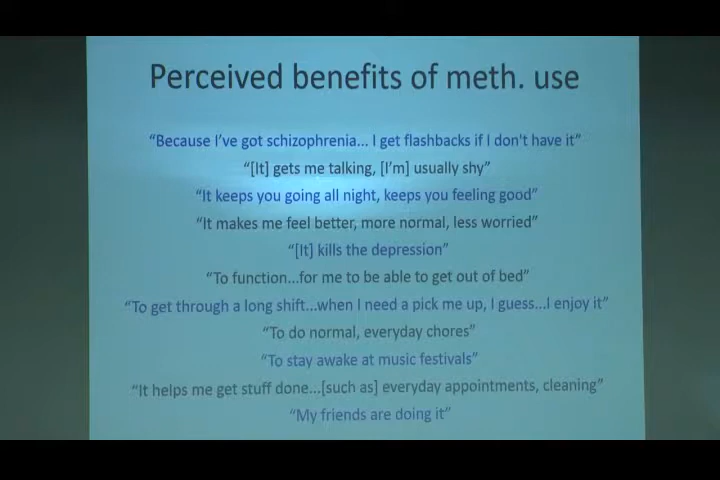 Perceived benefits of meth. use
“Because I’ve got schizophrenia... I get flashbacks if I don't have it”
“[It] gets me talking, [I’m] usually shy”
“It keeps you going all night, keeps you feeling good”
“It makes me feel better, more normal, less worried”
“[It] kills the depression”
“To function...for me to be able to get out of bed”
“To get through a long shift...when I need a pick me up, I guess...I enjoy it”
“To do normal, everyday chores”
“To stay awake at music festivals”
“It helps me get stuff done...[such as] everyday appointments, cleaning”
“My friends are doing it”